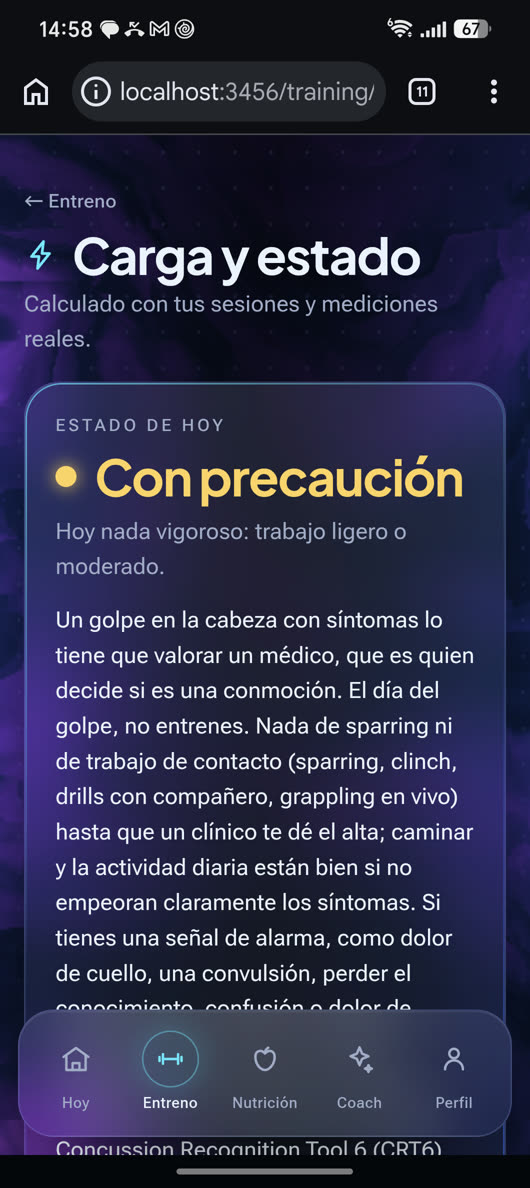 14:58
6
67
localhost:3456/training/
11
← Entreno
Carga y estado
Calculado con tus sesiones y mediciones
reales.
ESTADO DE HOY
Con precaución
Hoy nada vigoroso: trabajo ligero o
moderado.
Un golpe en la cabeza con síntomas lo
tiene que valorar un médico, que es quien
decide si es una conmoción. El día del
golpe, no entrenes. Nada de sparring ni
de trabajo de contacto (sparring, clinch,
drills con compañero, grappling en vivo)
hasta que un clínico te dé el alta; caminar
y la actividad diaria están bien si no
empeoran claramente los síntomas. Si
tienes una señal de alarma, como dolor
de cuello, una convulsión, perder el
conocimiento, confusión o dolor de
Hoy
Entreno
Nutrición
Coach
Perfil
Concussion Recognition Tool 6 (CRT6)